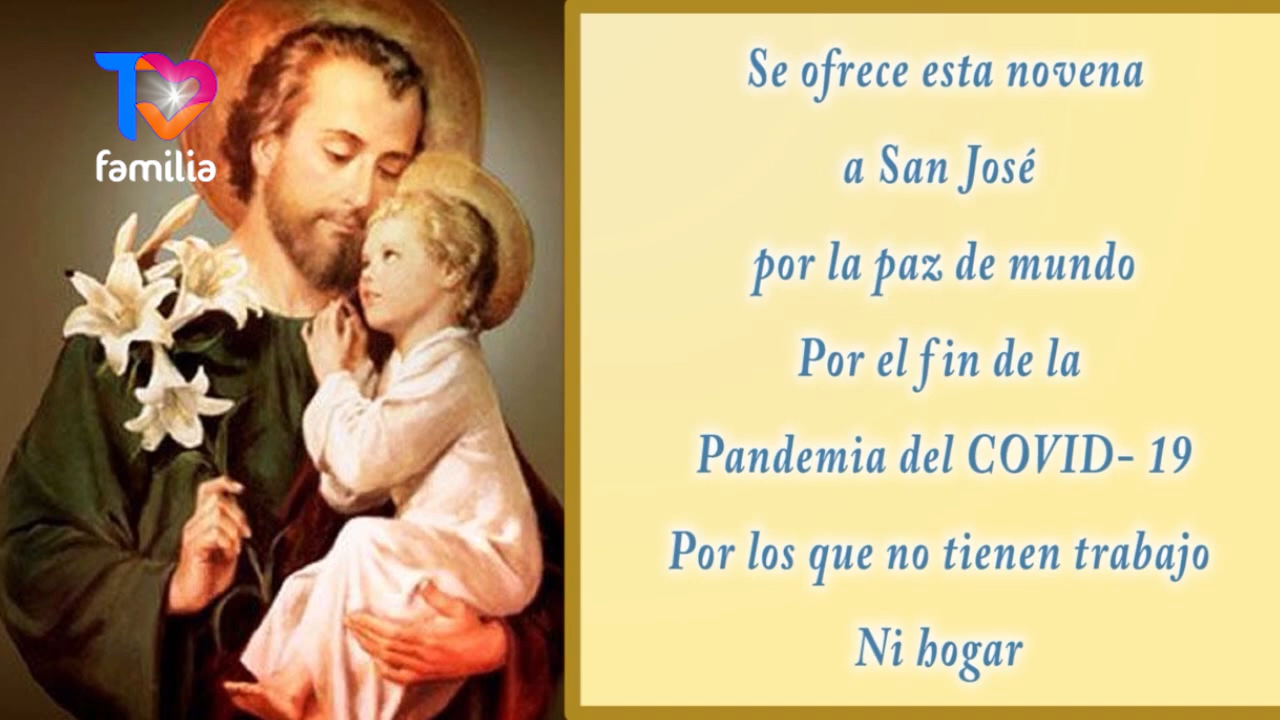 TV
familia
Se ofrece esta novena
a San José
por la paz de mundo
Por el fin de la
Pandemia del COVID- 19
Por los que no tienen trabajo
Ni hogar